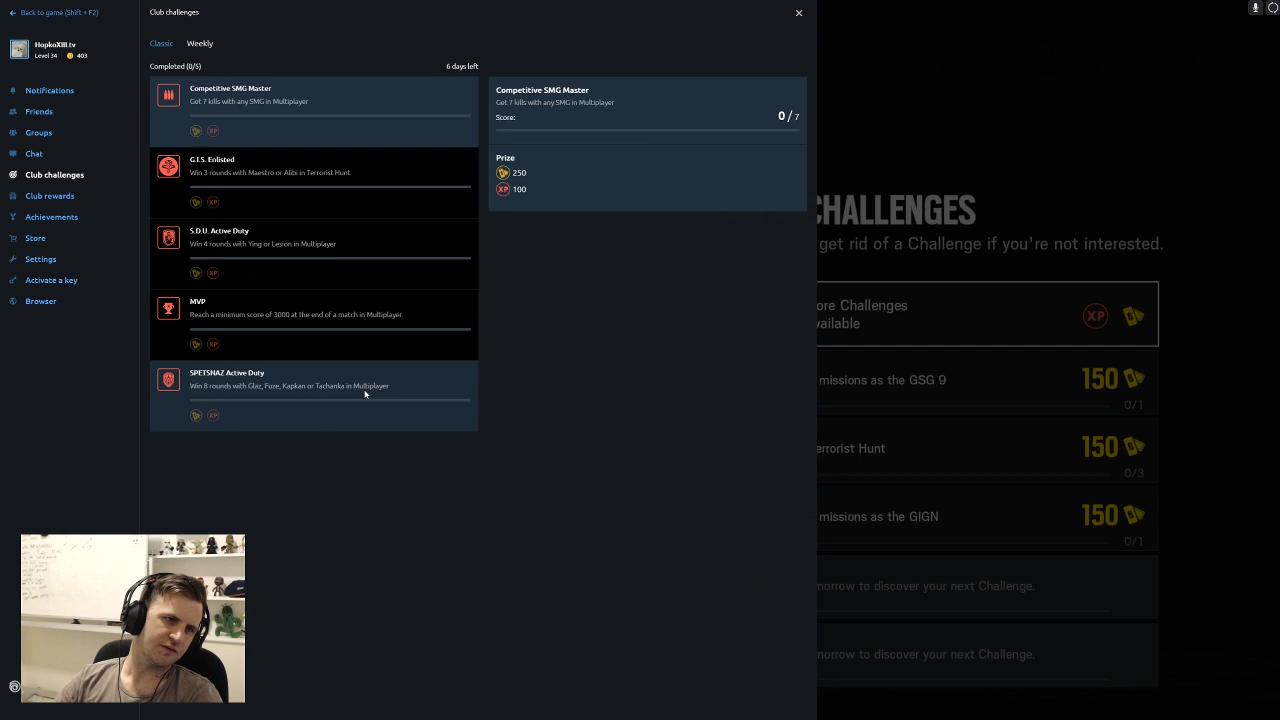 Back to game (Shift + F2)
HopkoXIII.tv
Level 34
403
Notifications
Friends
Groups
Chat
Club challenges
Club rewards
Achievements
Store
Settings
Activate a key
Browser
Club challenges
Classic
Weekly
Completed (0/5)
6 days left
Competitive SMG Master
Get 7 kills with any SMG in Multiplayer
XP
G.I.S. Enlisted
Win 3 rounds with Maestro or Alibi in Terrorist Hunt
XP
S.D.U. Active Duty
Win 4 rounds with Ying or Lesion in Multiplayer
XP
MVP
Reach a minimum score of 3000 at the end of a match in Multiplayer
XP
SPETSNAZ Active Duty
Win 8 rounds with Glaz, Fuze, Kapkan or Tachanka in Multiplayer
XP
Competitive SMG Master
Get 7 kills with any SMG in Multiplayer
Score:
0 / 7
Prize
250
XP 100
CHALLENGES
get rid of a Challenge if you're not interested.
ore Challenges
vailable
XP
missions as the GSG 9
150
0/1
errorist Hunt
150
0/3
missions as the GIGN
150
0/1
morrow to discover your next Challenge.
morrow to discover your next Challenge.